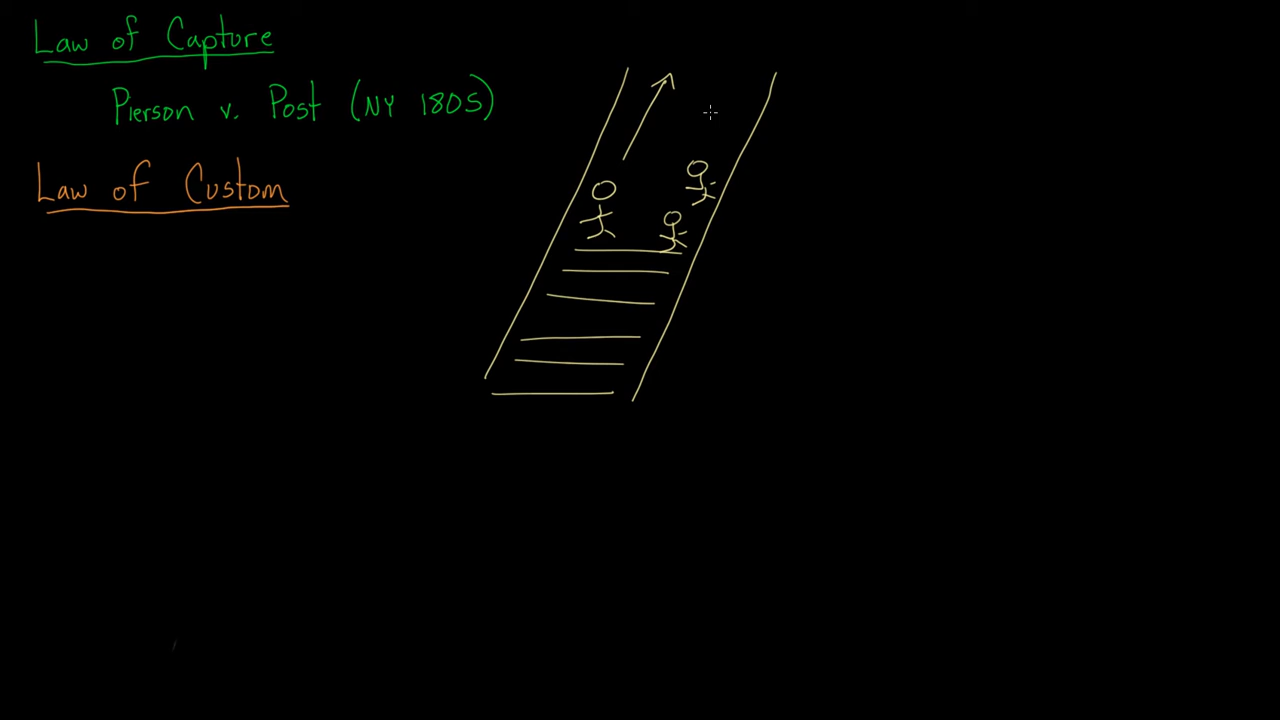 Law of Capture
Pierson v. Post (NY 1805)
Law of Custom